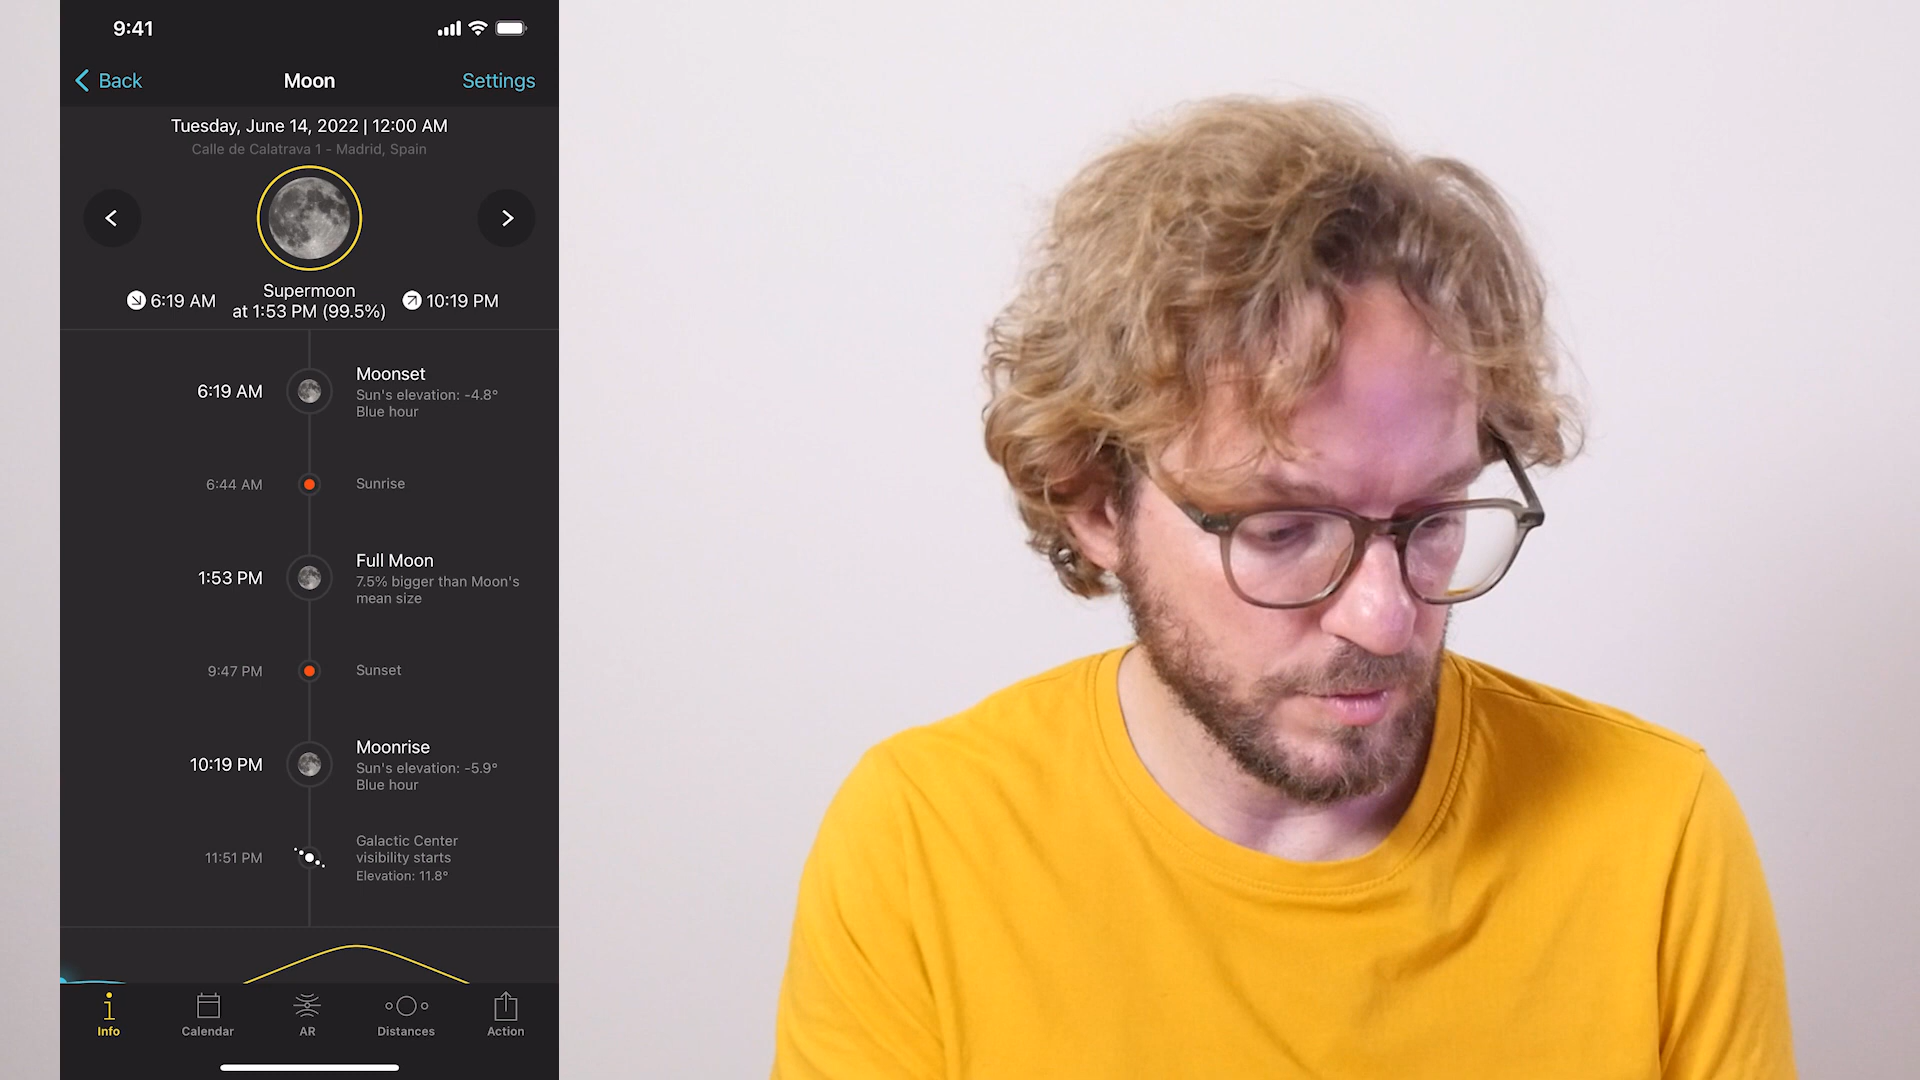 9:41
Back
Moon
Settings
Tuesday, June 14, 2022 | 12:00 AM
Calle de Calatrava 1 - Madrid, Spain
6:19 AM
Supermoon
at 1:53 PM (99.5%)
10:19 PM
6:19 AM
Moonset
Sun's elevation: -4.8°
Blue hour
6:44 AM
Sunrise
1:53 PM
Full Moon
7.5% bigger than Moon's
mean size
9:47 PM
Sunset
10:19 PM
Moonrise
Sun's elevation: -5.9°
Blue hour
11:51 PM
Galactic Center
visibility starts
Elevation: 11.8°
Info
Calendar
AR
Distances
Action